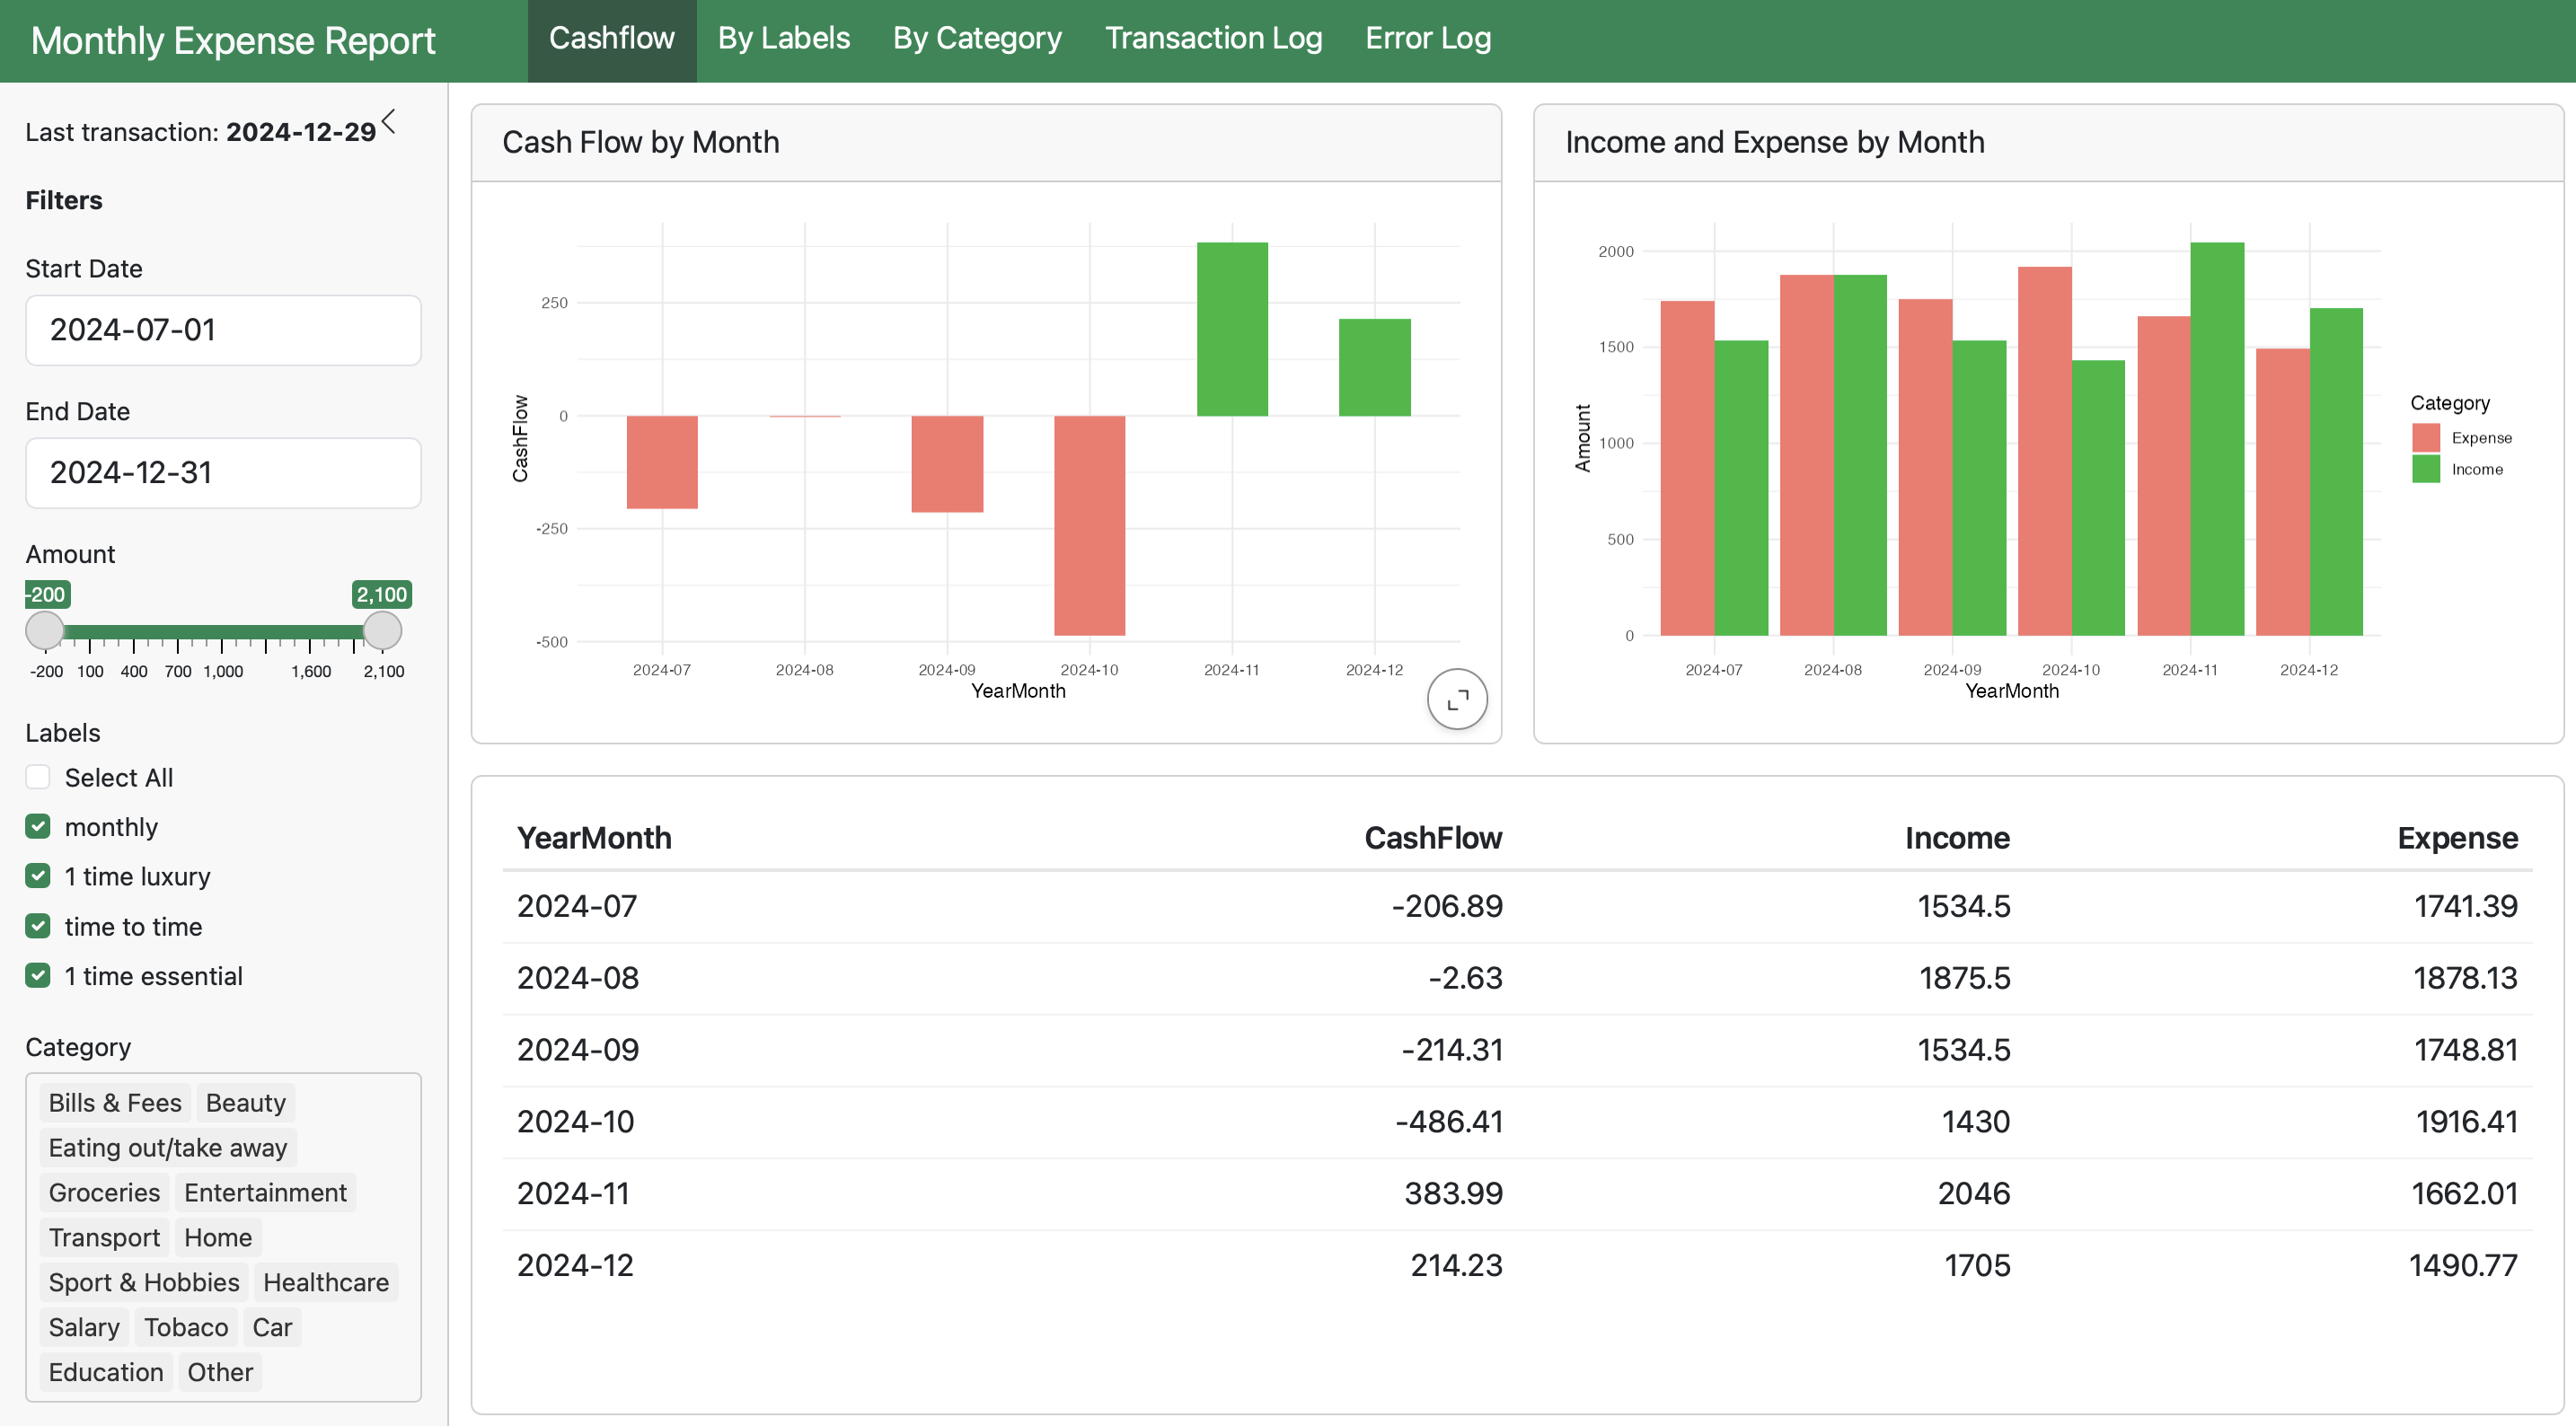 Monthly Expense Report
Cashflow By Labels By Category Transaction Log Error Log
Last transaction: 2024-12-29
Filters
Start Date
2024-07-01
End Date
2024-12-31
Amount
-200 2,100
-200 100 400 700 1,000 1,600 2,100
Labels
Select All
monthly
1 time luxury
time to time
1 time essential
Category
Bills & Fees Beauty
Eating out/take away
Groceries Entertainment
Transport Home
Sport & Hobbies Healthcare
Salary Tobaco Car
Education Other
Cash Flow by Month
CashFlow
250
0
-250
-500
2024-07 2024-08 2024-09 2024-10 2024-11 2024-12
YearMonth
Income and Expense by Month
Amount
2000
1500
1000
500
0
2024-07 2024-08 2024-09 2024-10 2024-11 2024-12
YearMonth
Category
Expense
Income
YearMonth CashFlow Income Expense
2024-07 -206.89 1534.5 1741.39
2024-08 -2.63 1875.5 1878.13
2024-09 -214.31 1534.5 1748.81
2024-10 -486.41 1430 1916.41
2024-11 383.99 2046 1662.01
2024-12 214.23 1705 1490.77